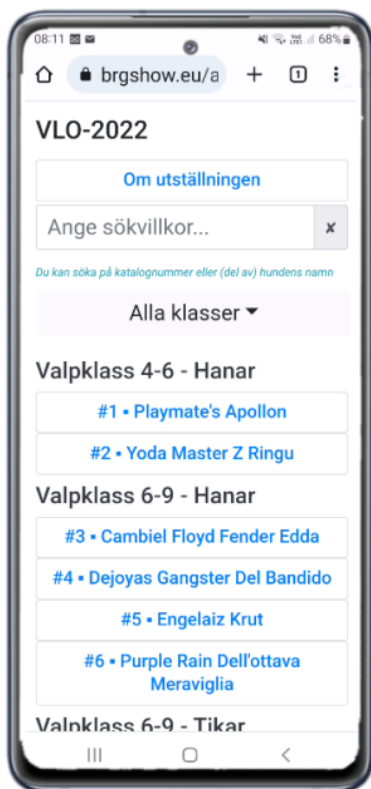 08:11 68%
brgshow.eu/a 1
VLO-2022
Om utställningen
Ange sökvillkor... x
Du kan söka på katalognummer eller (del av) hundens namn
Alla klasser
Valpklass 4-6 - Hanar
#1 ▪ Playmate's Apollon
#2 ▪ Yoda Master Z Ringu
Valpklass 6-9 - Hanar
#3 ▪ Cambiel Floyd Fender Edda
#4 ▪ Dejoyas Gangster Del Bandido
#5 ▪ Engelaiz Krut
#6 ▪ Purple Rain Dell'ottava
Meraviglia
Valpklass 6-9 - Tikar